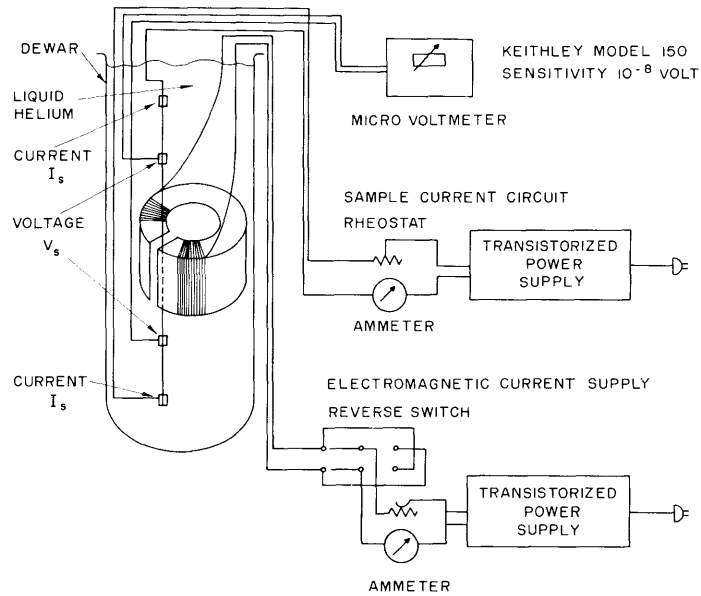 DEWAR
LIQUID
HELIUM
CURRENT
Is
VOLTAGE
Vs
CURRENT
Is
KEITHLEY MODEL 150
SENSITIVITY 10⁻⁸ VOLT
MICRO VOLTMETER
SAMPLE CURRENT CIRCUIT
RHEOSTAT
TRANSISTORIZED
POWER
SUPPLY
AMMETER
ELECTROMAGNETIC CURRENT SUPPLY
REVERSE SWITCH
TRANSISTORIZED
POWER
SUPPLY
AMMETER